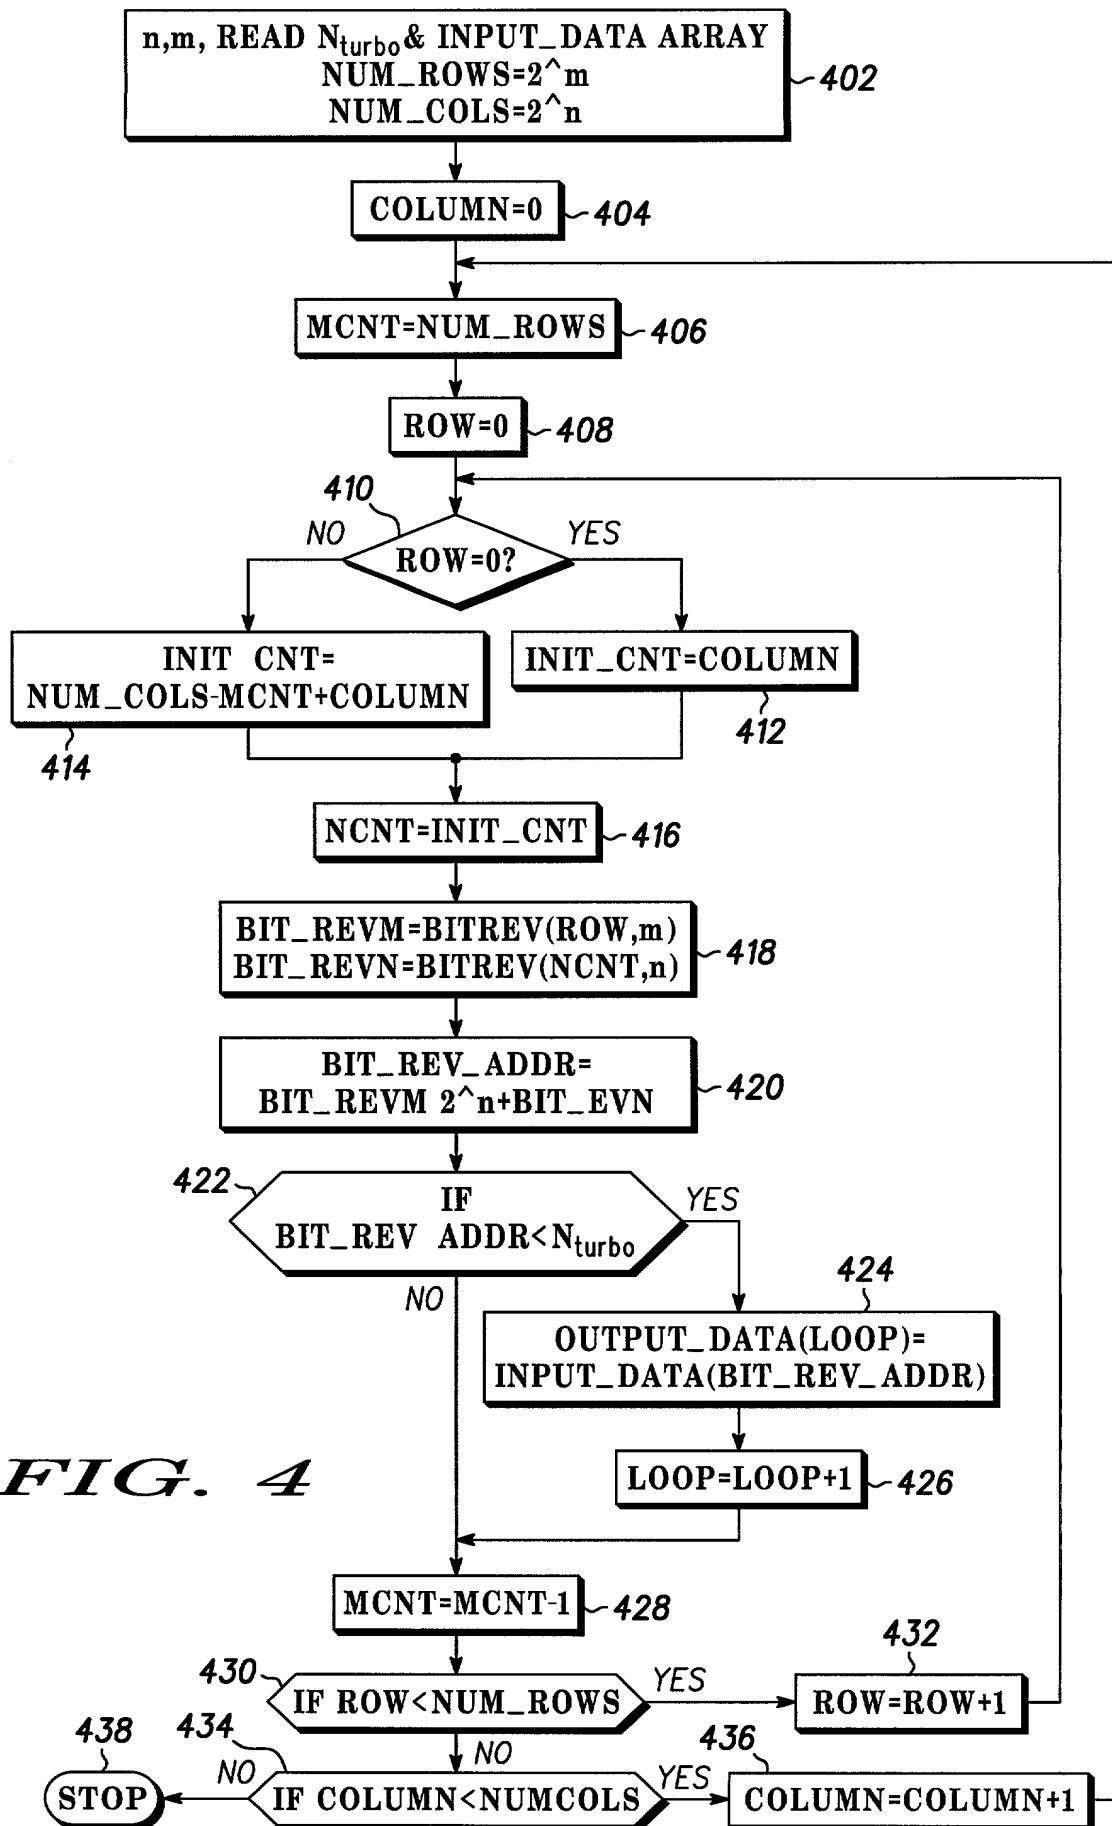 n,m, READ Nturbo & INPUT_DATA ARRAY
NUM_ROWS=2^m
NUM_COLS=2^n
402
COLUMN=0
404
MCNT=NUM_ROWS
406
ROW=0
408
410
NO
YES
ROW=0?
INIT CNT=
NUM_COLS-MCNT+COLUMN
414
INIT_CNT=COLUMN
412
NCNT=INIT_CNT
416
BIT_REVM=BITREV(ROW,m)
BIT_REVN=BITREV(NCNT,n)
418
BIT_REV_ADDR=
BIT_REVM 2^n+BIT_EVN
420
422
IF
BIT_REV ADDR<Nturbo
YES
NO
424
OUTPUT_DATA(LOOP)=
INPUT_DATA(BIT_REV_ADDR)
LOOP=LOOP+1
426
FIG. 4
MCNT=MCNT-1
428
430
IF ROW<NUM_ROWS
YES
432
ROW=ROW+1
NO
434
IF COLUMN<NUMCOLS
NO
438
STOP
YES
436
COLUMN=COLUMN+1